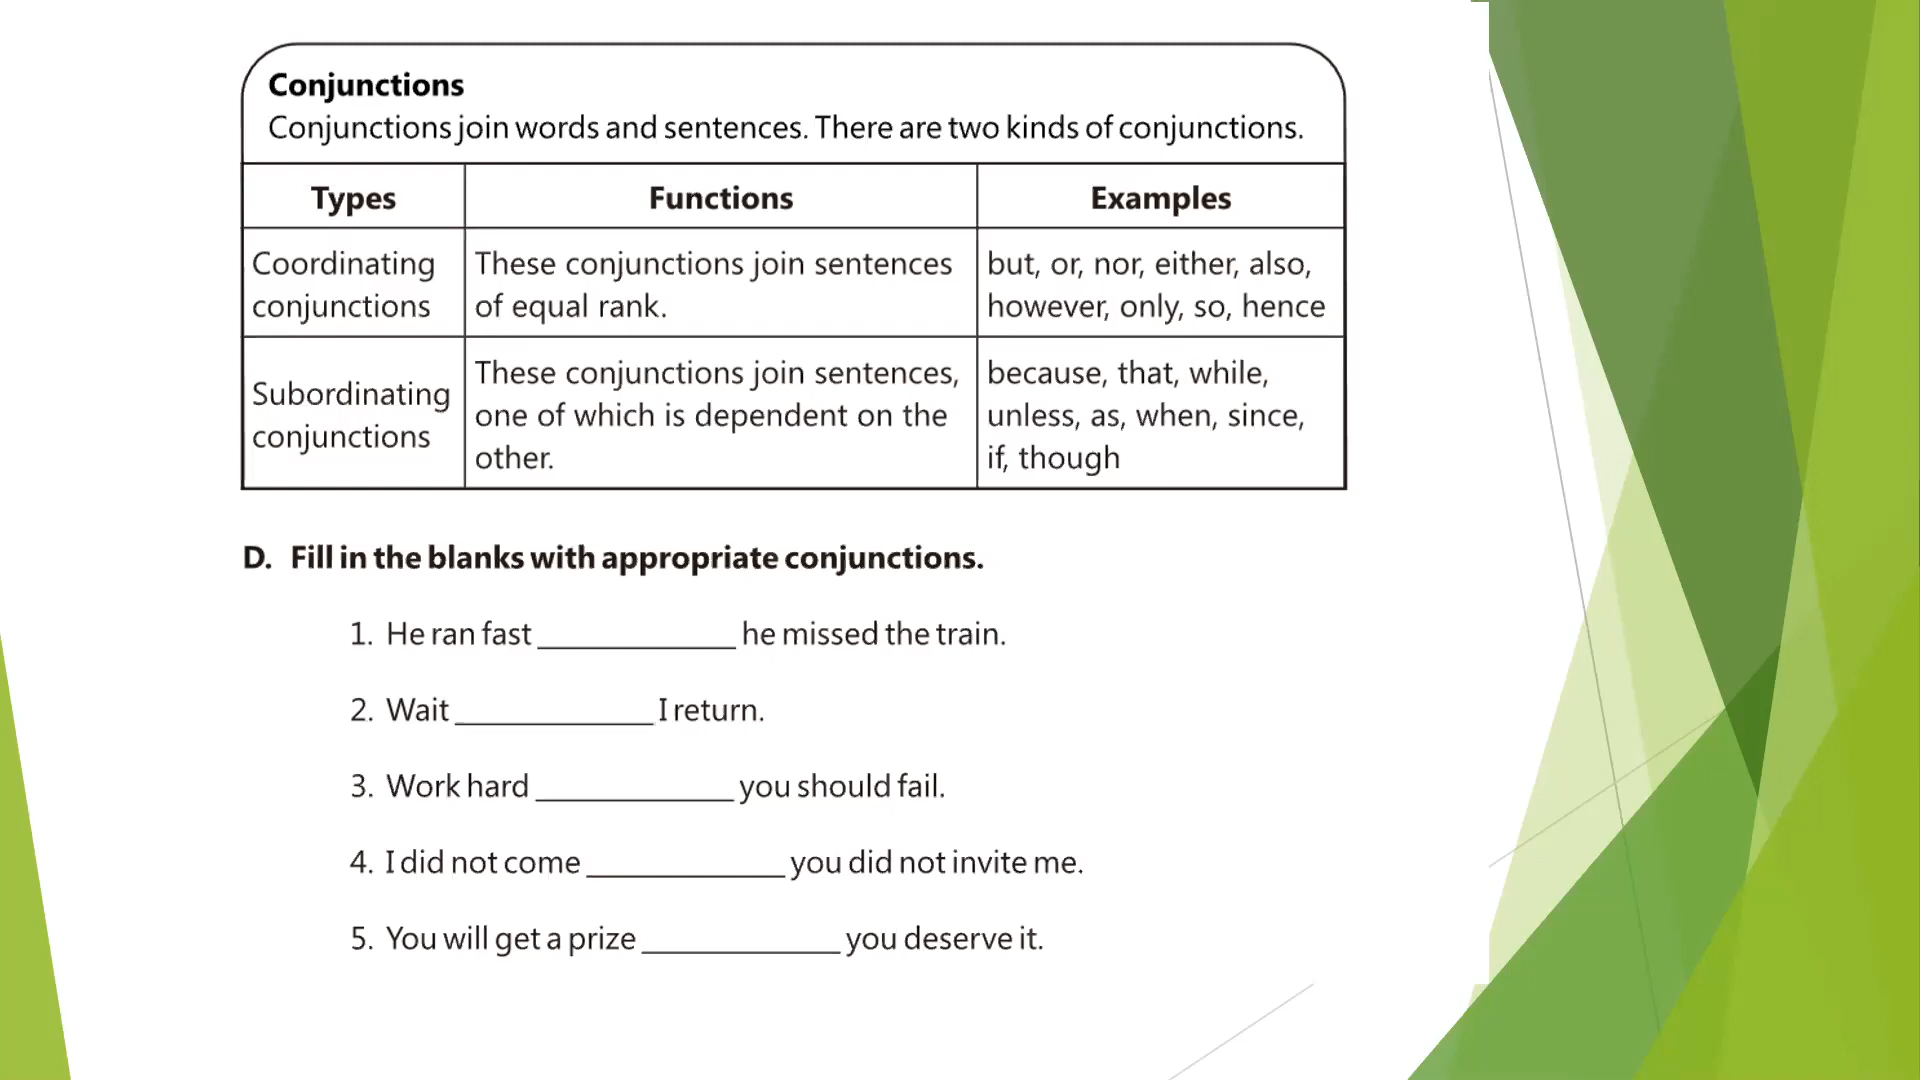 Conjunctions
Conjunctions join words and sentences. There are two kinds of conjunctions.
Types
Functions
Examples
Coordinating
conjunctions
These conjunctions join sentences
of equal rank.
but, or, nor, either, also,
however, only, so, hence
Subordinating
conjunctions
These conjunctions join sentences,
one of which is dependent on the
other.
because, that, while,
unless, as, when, since,
if, though
D. Fill in the blanks with appropriate conjunctions.
1. He ran fast ____________ he missed the train.
2. Wait ____________ I return.
3. Work hard ____________ you should fail.
4. I did not come ____________ you did not invite me.
5. You will get a prize ____________ you deserve it.